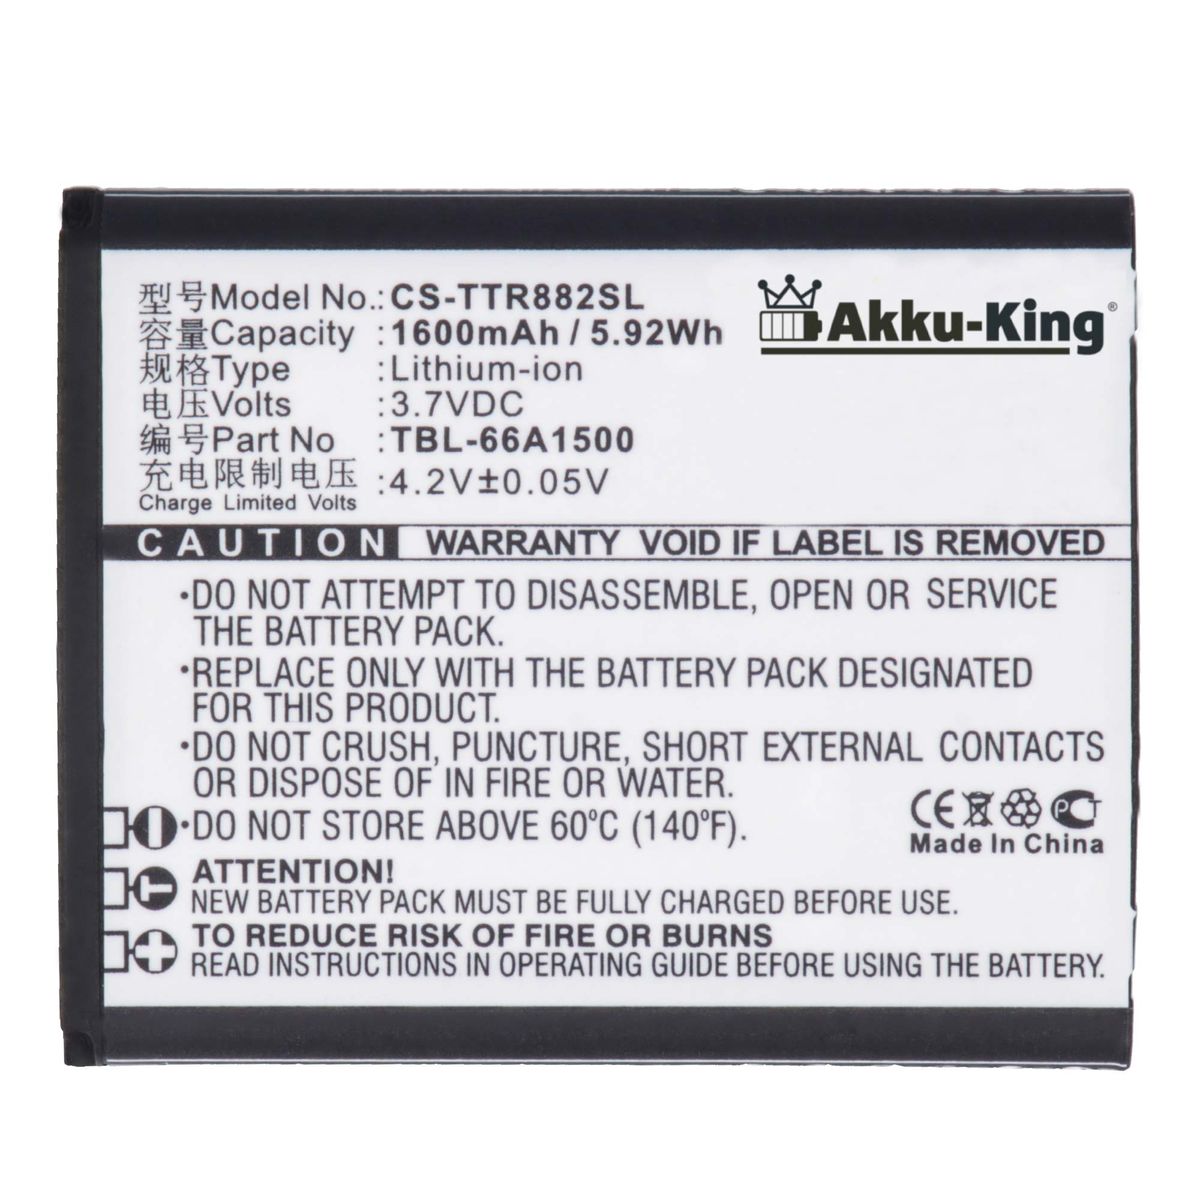 型号Model No.: CS-TTR882SL
容量Capacity : 1600mAh / 5.92Wh
规格Type : Lithium-ion
电压Volts : 3.7VDC
编号Part No : TBL-66A1500
充电限制电压 : 4.2V±0.05V
Charge Limited Volts
Akku-King®
CAUTION WARRANTY VOID IF LABEL IS REMOVED
•DO NOT ATTEMPT TO DISASSEMBLE, OPEN OR SERVICE
THE BATTERY PACK.
•REPLACE ONLY WITH THE BATTERY PACK DESIGNATED
FOR THIS PRODUCT.
•DO NOT CRUSH, PUNCTURE, SHORT EXTERNAL CONTACTS
OR DISPOSE OF IN FIRE OR WATER.
•DO NOT STORE ABOVE 60°C (140°F).
CE PCT
Made In China
ATTENTION!
NEW BATTERY PACK MUST BE FULLY CHARGED BEFORE USE.
TO REDUCE RISK OF FIRE OR BURNS
READ INSTRUCTIONS IN OPERATING GUIDE BEFORE USING THE BATTERY.